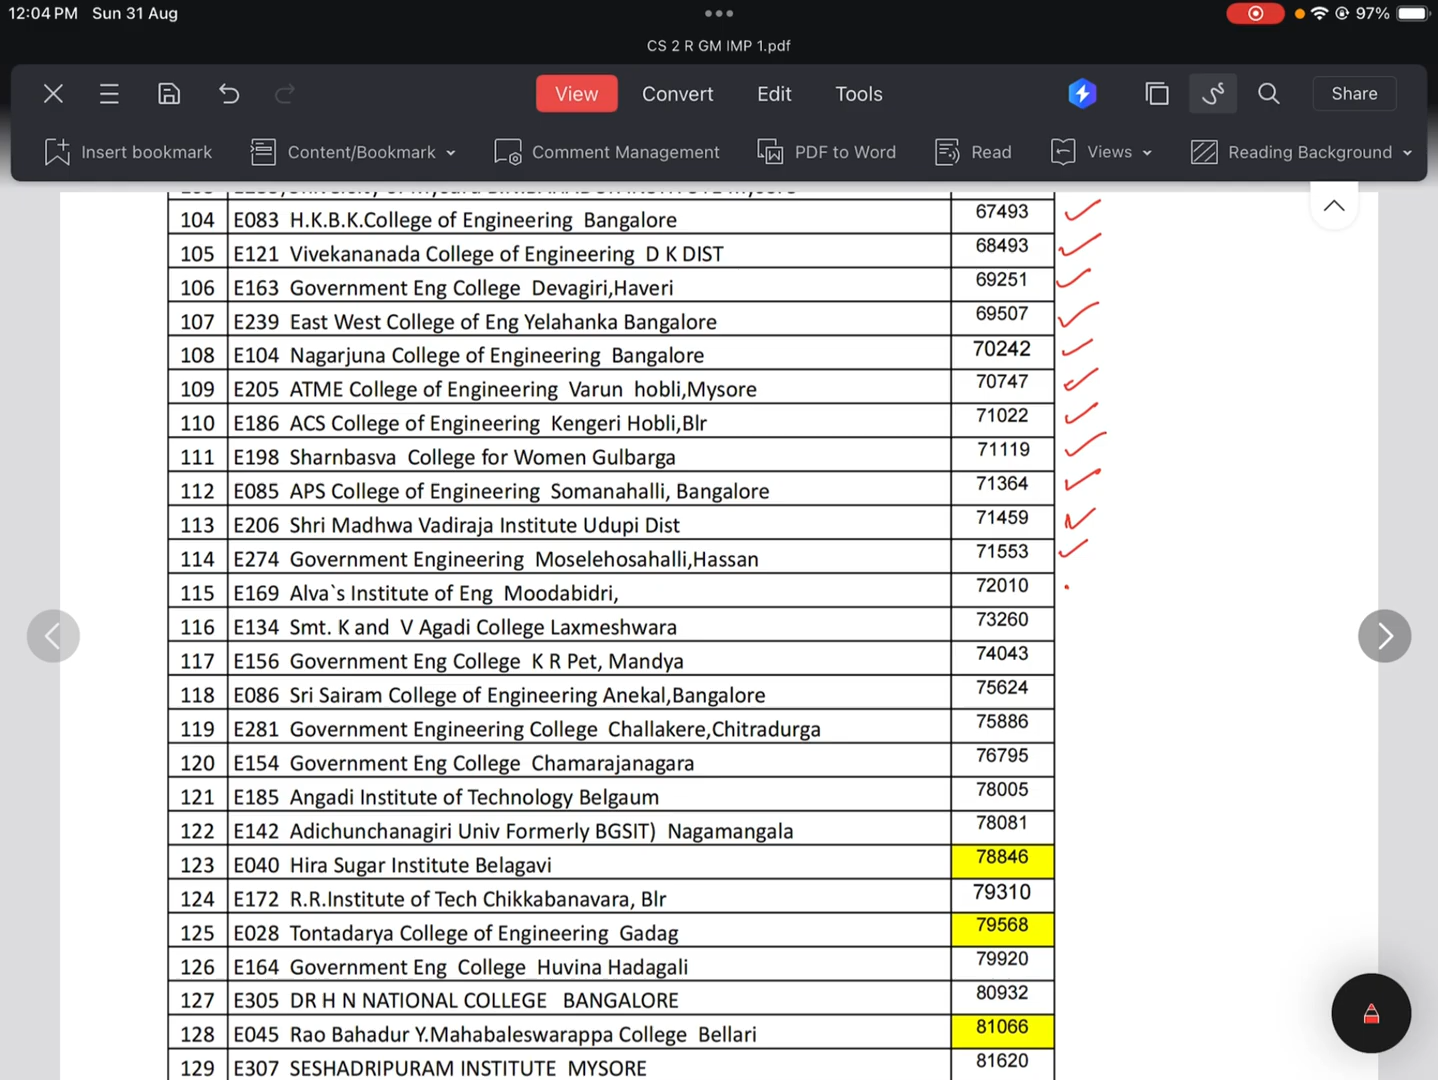 12:04 PM Sun 31 Aug
97%
CS 2 R GM IMP 1.pdf
View Convert Edit Tools Share
Insert bookmark Content/Bookmark Comment Management PDF to Word Read Views Reading Background
104 E083 H.K.B.K.College of Engineering Bangalore 67493
105 E121 Vivekananada College of Engineering D K DIST 68493
106 E163 Government Eng College Devagiri,Haveri 69251
107 E239 East West College of Eng Yelahanka Bangalore 69507
108 E104 Nagarjuna College of Engineering Bangalore 70242
109 E205 ATME College of Engineering Varun hobli,Mysore 70747
110 E186 ACS College of Engineering Kengeri Hobli,Blr 71022
111 E198 Sharnbasva College for Women Gulbarga 71119
112 E085 APS College of Engineering Somanahalli, Bangalore 71364
113 E206 Shri Madhwa Vadiraja Institute Udupi Dist 71459
114 E274 Government Engineering Moselehosahalli,Hassan 71553
115 E169 Alva`s Institute of Eng Moodabidri, 72010
116 E134 Smt. K and V Agadi College Laxmeshwara 73260
117 E156 Government Eng College K R Pet, Mandya 74043
118 E086 Sri Sairam College of Engineering Anekal,Bangalore 75624
119 E281 Government Engineering College Challakere,Chitradurga 75886
120 E154 Government Eng College Chamarajanagara 76795
121 E185 Angadi Institute of Technology Belgaum 78005
122 E142 Adichunchanagiri Univ Formerly BGSIT) Nagamangala 78081
123 E040 Hira Sugar Institute Belagavi 78846
124 E172 R.R.Institute of Tech Chikkabanavara, Blr 79310
125 E028 Tontadarya College of Engineering Gadag 79568
126 E164 Government Eng College Huvina Hadagali 79920
127 E305 DR H N NATIONAL COLLEGE BANGALORE 80932
128 E045 Rao Bahadur Y.Mahabaleswarappa College Bellari 81066
129 E307 SESHADRIPURAM INSTITUTE MYSORE 81620